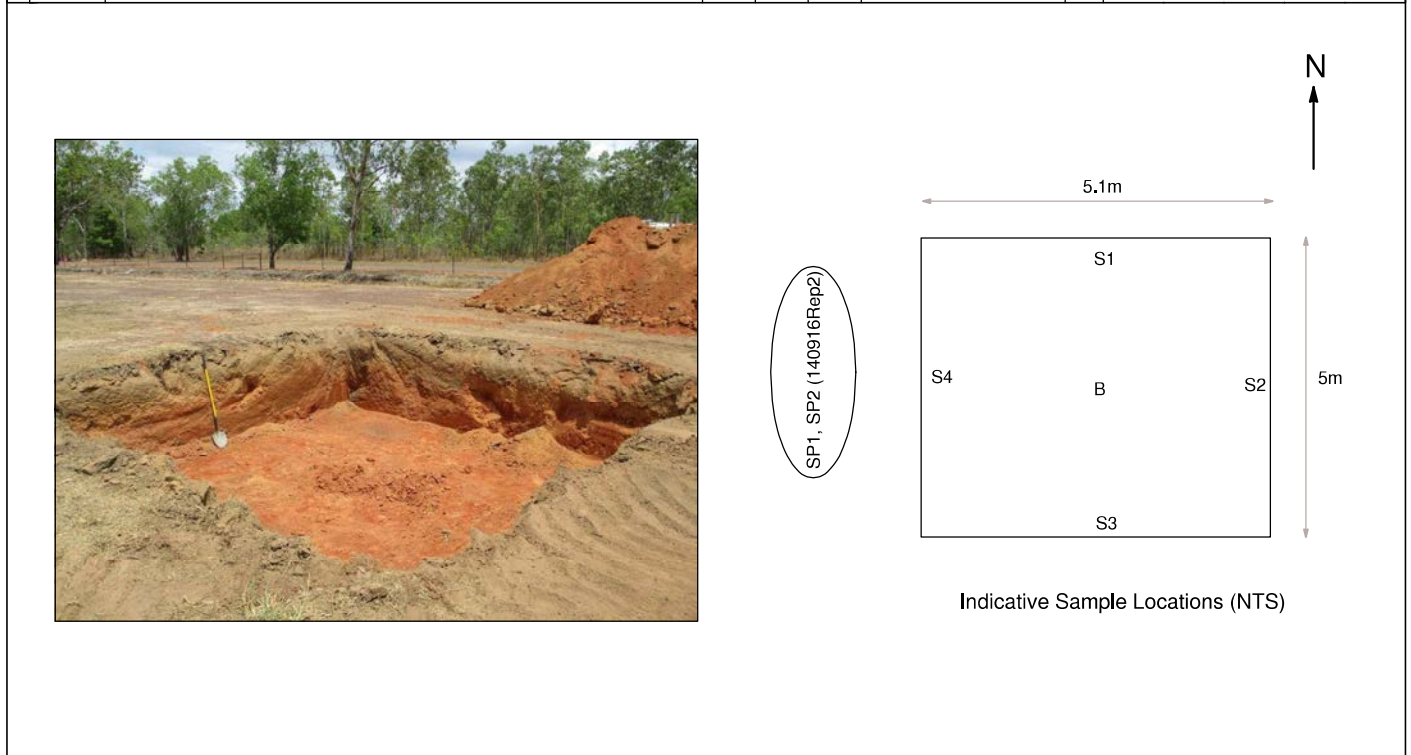 N
5.1m
S1
SP1, SP2 (140916Rep2)
S4
B
S2
5m
S3
Indicative Sample Locations (NTS)